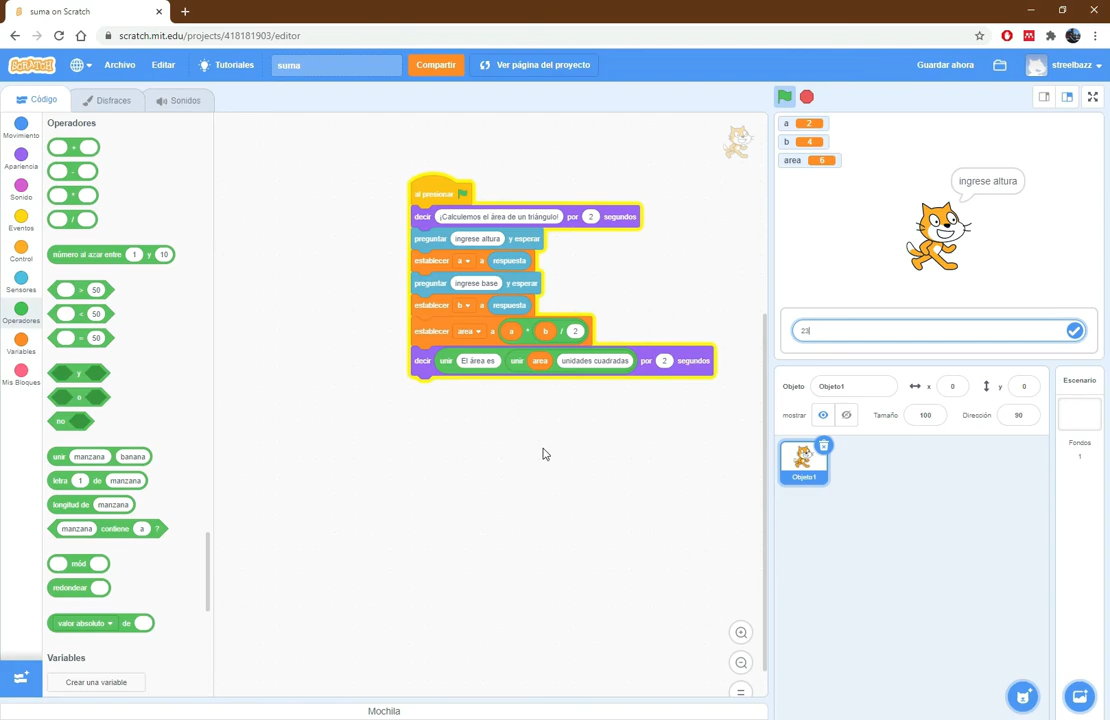 suma on Scratch
scratch.mit.edu/projects/418181903/editor
SCRATCH
Archivo
Editar
Tutoriales
suma
Compartir
Ver página del proyecto
Guardar ahora
streelbazz
Código
Disfraces
Sonidos
Movimiento
Apariencia
Sonido
Eventos
Control
Sensores
Operadores
Variables
Mis Bloques
Operadores
+
-
*
/
número al azar entre 1 y 10
> 50
< 50
= 50
y
o
no
unir manzana banana
letra 1 de manzana
longitud de manzana
manzana contiene a ?
mód
redondear
valor absoluto de
Variables
Crear una variable
al presionar
decir ¡Calculemos el área de un triángulo! por 2 segundos
preguntar ingrese altura y esperar
establecer a a respuesta
preguntar ingrese base y esperar
establecer b a respuesta
establecer area a a * b / 2
decir unir El área es unir area unidades cuadradas por 2 segundos
Mochila
a 2
b 4
area 6
ingrese altura
23
Objeto Objeto1 x 0 y 0
mostrar Tamaño 100 Dirección 90
Objeto1
Escenario
Fondos
1